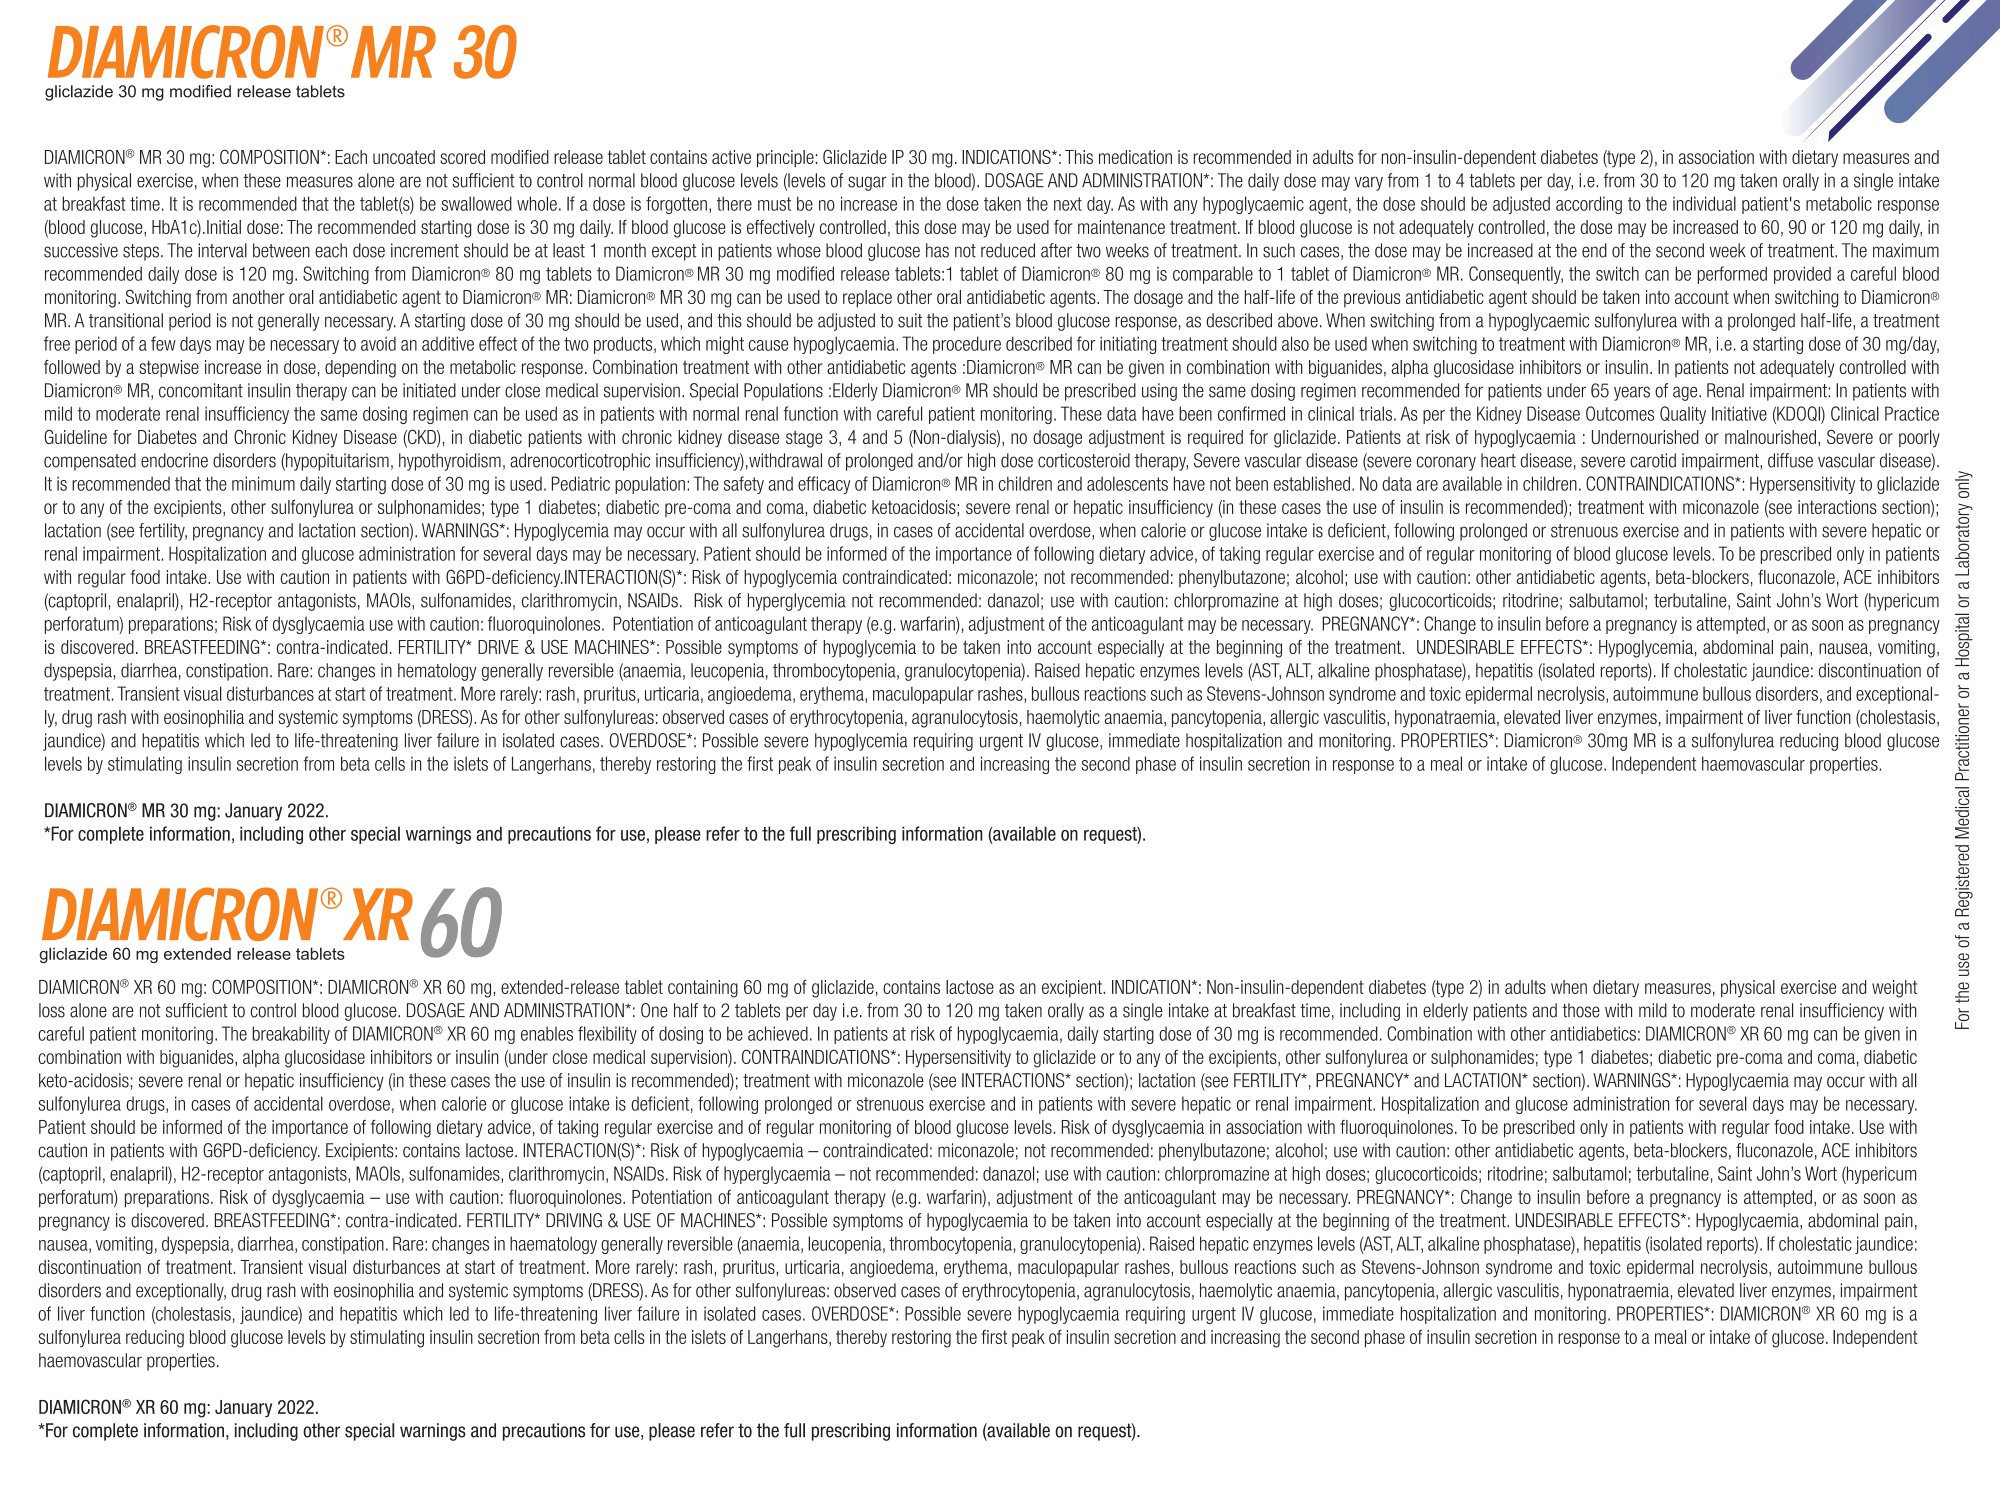 DIAMICRON® MR 30
gliclazide 30 mg modified release tablets
DIAMICRON® MR 30 mg: COMPOSITION*: Each uncoated scored modified release tablet contains active principle: Gliclazide IP 30 mg. INDICATIONS*: This medication is recommended in adults for non-insulin-dependent diabetes (type 2), in association with dietary measures and
with physical exercise, when these measures alone are not sufficient to control normal blood glucose levels (levels of sugar in the blood). DOSAGE AND ADMINISTRATION*: The daily dose may vary from 1 to 4 tablets per day, i.e. from 30 to 120 mg taken orally in a single intake
at breakfast time. It is recommended that the tablet(s) be swallowed whole. If a dose is forgotten, there must be no increase in the dose taken the next day. As with any hypoglycaemic agent, the dose should be adjusted according to the individual patient's metabolic response
(blood glucose, HbA1c).Initial dose: The recommended starting dose is 30 mg daily. If blood glucose is effectively controlled, this dose may be used for maintenance treatment. If blood glucose is not adequately controlled, the dose may be increased to 60, 90 or 120 mg daily, in
successive steps. The interval between each dose increment should be at least 1 month except in patients whose blood glucose has not reduced after two weeks of treatment. In such cases, the dose may be increased at the end of the second week of treatment. The maximum
recommended daily dose is 120 mg. Switching from Diamicron® 80 mg tablets to Diamicron® MR 30 mg modified release tablets:1 tablet of Diamicron® 80 mg is comparable to 1 tablet of Diamicron® MR. Consequently, the switch can be performed provided a careful blood
monitoring. Switching from another oral antidiabetic agent to Diamicron® MR: Diamicron® MR 30 mg can be used to replace other oral antidiabetic agents. The dosage and the half-life of the previous antidiabetic agent should be taken into account when switching to Diamicron®
MR. A transitional period is not generally necessary. A starting dose of 30 mg should be used, and this should be adjusted to suit the patient’s blood glucose response, as described above. When switching from a hypoglycaemic sulfonylurea with a prolonged half-life, a treatment
free period of a few days may be necessary to avoid an additive effect of the two products, which might cause hypoglycaemia. The procedure described for initiating treatment should also be used when switching to treatment with Diamicron® MR, i.e. a starting dose of 30 mg/day,
followed by a stepwise increase in dose, depending on the metabolic response. Combination treatment with other antidiabetic agents :Diamicron® MR can be given in combination with biguanides, alpha glucosidase inhibitors or insulin. In patients not adequately controlled with
Diamicron® MR, concomitant insulin therapy can be initiated under close medical supervision. Special Populations :Elderly Diamicron® MR should be prescribed using the same dosing regimen recommended for patients under 65 years of age. Renal impairment: In patients with
mild to moderate renal insufficiency the same dosing regimen can be used as in patients with normal renal function with careful patient monitoring. These data have been confirmed in clinical trials. As per the Kidney Disease Outcomes Quality Initiative (KDOQI) Clinical Practice
Guideline for Diabetes and Chronic Kidney Disease (CKD), in diabetic patients with chronic kidney disease stage 3, 4 and 5 (Non-dialysis), no dosage adjustment is required for gliclazide. Patients at risk of hypoglycaemia : Undernourished or malnourished, Severe or poorly
compensated endocrine disorders (hypopituitarism, hypothyroidism, adrenocorticotrophic insufficiency),withdrawal of prolonged and/or high dose corticosteroid therapy, Severe vascular disease (severe coronary heart disease, severe carotid impairment, diffuse vascular disease).
It is recommended that the minimum daily starting dose of 30 mg is used. Pediatric population: The safety and efficacy of Diamicron® MR in children and adolescents have not been established. No data are available in children. CONTRAINDICATIONS*: Hypersensitivity to gliclazide
or to any of the excipients, other sulfonylurea or sulphonamides; type 1 diabetes; diabetic pre-coma and coma, diabetic ketoacidosis; severe renal or hepatic insufficiency (in these cases the use of insulin is recommended); treatment with miconazole (see interactions section);
lactation (see fertility, pregnancy and lactation section). WARNINGS*: Hypoglycemia may occur with all sulfonylurea drugs, in cases of accidental overdose, when calorie or glucose intake is deficient, following prolonged or strenuous exercise and in patients with severe hepatic or
renal impairment. Hospitalization and glucose administration for several days may be necessary. Patient should be informed of the importance of following dietary advice, of taking regular exercise and of regular monitoring of blood glucose levels. To be prescribed only in patients
with regular food intake. Use with caution in patients with G6PD-deficiency.INTERACTION(S)*: Risk of hypoglycemia contraindicated: miconazole; not recommended: phenylbutazone; alcohol; use with caution: other antidiabetic agents, beta-blockers, fluconazole, ACE inhibitors
(captopril, enalapril), H2-receptor antagonists, MAOIs, sulfonamides, clarithromycin, NSAIDs. Risk of hyperglycemia not recommended: danazol; use with caution: chlorpromazine at high doses; glucocorticoids; ritodrine; salbutamol; terbutaline, Saint John’s Wort (hypericum
perforatum) preparations; Risk of dysglycaemia use with caution: fluoroquinolones. Potentiation of anticoagulant therapy (e.g. warfarin), adjustment of the anticoagulant may be necessary. PREGNANCY*: Change to insulin before a pregnancy is attempted, or as soon as pregnancy
is discovered. BREASTFEEDING*: contra-indicated. FERTILITY* DRIVE & USE MACHINES*: Possible symptoms of hypoglycemia to be taken into account especially at the beginning of the treatment. UNDESIRABLE EFFECTS*: Hypoglycemia, abdominal pain, nausea, vomiting,
dyspepsia, diarrhea, constipation. Rare: changes in hematology generally reversible (anaemia, leucopenia, thrombocytopenia, granulocytopenia). Raised hepatic enzymes levels (AST, ALT, alkaline phosphatase), hepatitis (isolated reports). If cholestatic jaundice: discontinuation of
treatment. Transient visual disturbances at start of treatment. More rarely: rash, pruritus, urticaria, angioedema, erythema, maculopapular rashes, bullous reactions such as Stevens-Johnson syndrome and toxic epidermal necrolysis, autoimmune bullous disorders, and exceptional-
ly, drug rash with eosinophilia and systemic symptoms (DRESS). As for other sulfonylureas: observed cases of erythrocytopenia, agranulocytosis, haemolytic anaemia, pancytopenia, allergic vasculitis, hyponatraemia, elevated liver enzymes, impairment of liver function (cholestasis,
jaundice) and hepatitis which led to life-threatening liver failure in isolated cases. OVERDOSE*: Possible severe hypoglycemia requiring urgent IV glucose, immediate hospitalization and monitoring. PROPERTIES*: Diamicron® 30mg MR is a sulfonylurea reducing blood glucose
levels by stimulating insulin secretion from beta cells in the islets of Langerhans, thereby restoring the first peak of insulin secretion and increasing the second phase of insulin secretion in response to a meal or intake of glucose. Independent haemovascular properties.
DIAMICRON® MR 30 mg: January 2022.
*For complete information, including other special warnings and precautions for use, please refer to the full prescribing information (available on request).
DIAMICRON® XR 60
gliclazide 60 mg extended release tablets
DIAMICRON® XR 60 mg: COMPOSITION*: DIAMICRON® XR 60 mg, extended-release tablet containing 60 mg of gliclazide, contains lactose as an excipient. INDICATION*: Non-insulin-dependent diabetes (type 2) in adults when dietary measures, physical exercise and weight
loss alone are not sufficient to control blood glucose. DOSAGE AND ADMINISTRATION*: One half to 2 tablets per day i.e. from 30 to 120 mg taken orally as a single intake at breakfast time, including in elderly patients and those with mild to moderate renal insufficiency with
careful patient monitoring. The breakability of DIAMICRON® XR 60 mg enables flexibility of dosing to be achieved. In patients at risk of hypoglycaemia, daily starting dose of 30 mg is recommended. Combination with other antidiabetics: DIAMICRON® XR 60 mg can be given in
combination with biguanides, alpha glucosidase inhibitors or insulin (under close medical supervision). CONTRAINDICATIONS*: Hypersensitivity to gliclazide or to any of the excipients, other sulfonylurea or sulphonamides; type 1 diabetes; diabetic pre-coma and coma, diabetic
keto-acidosis; severe renal or hepatic insufficiency (in these cases the use of insulin is recommended); treatment with miconazole (see INTERACTIONS* section); lactation (see FERTILITY*, PREGNANCY* and LACTATION* section). WARNINGS*: Hypoglycaemia may occur with all
sulfonylurea drugs, in cases of accidental overdose, when calorie or glucose intake is deficient, following prolonged or strenuous exercise and in patients with severe hepatic or renal impairment. Hospitalization and glucose administration for several days may be necessary.
Patient should be informed of the importance of following dietary advice, of taking regular exercise and of regular monitoring of blood glucose levels. Risk of dysglycaemia in association with fluoroquinolones. To be prescribed only in patients with regular food intake. Use with
caution in patients with G6PD-deficiency. Excipients: contains lactose. INTERACTION(S)*: Risk of hypoglycaemia – contraindicated: miconazole; not recommended: phenylbutazone; alcohol; use with caution: other antidiabetic agents, beta-blockers, fluconazole, ACE inhibitors
(captopril, enalapril), H2-receptor antagonists, MAOIs, sulfonamides, clarithromycin, NSAIDs. Risk of hyperglycaemia – not recommended: danazol; use with caution: chlorpromazine at high doses; glucocorticoids; ritodrine; salbutamol; terbutaline, Saint John’s Wort (hypericum
perforatum) preparations. Risk of dysglycaemia – use with caution: fluoroquinolones. Potentiation of anticoagulant therapy (e.g. warfarin), adjustment of the anticoagulant may be necessary. PREGNANCY*: Change to insulin before a pregnancy is attempted, or as soon as
pregnancy is discovered. BREASTFEEDING*: contra-indicated. FERTILITY* DRIVING & USE OF MACHINES*: Possible symptoms of hypoglycaemia to be taken into account especially at the beginning of the treatment. UNDESIRABLE EFFECTS*: Hypoglycaemia, abdominal pain,
nausea, vomiting, dyspepsia, diarrhea, constipation. Rare: changes in haematology generally reversible (anaemia, leucopenia, thrombocytopenia, granulocytopenia). Raised hepatic enzymes levels (AST, ALT, alkaline phosphatase), hepatitis (isolated reports). If cholestatic jaundice:
discontinuation of treatment. Transient visual disturbances at start of treatment. More rarely: rash, pruritus, urticaria, angioedema, erythema, maculopapular rashes, bullous reactions such as Stevens-Johnson syndrome and toxic epidermal necrolysis, autoimmune bullous
disorders and exceptionally, drug rash with eosinophilia and systemic symptoms (DRESS). As for other sulfonylureas: observed cases of erythrocytopenia, agranulocytosis, haemolytic anaemia, pancytopenia, allergic vasculitis, hyponatraemia, elevated liver enzymes, impairment
of liver function (cholestasis, jaundice) and hepatitis which led to life-threatening liver failure in isolated cases. OVERDOSE*: Possible severe hypoglycaemia requiring urgent IV glucose, immediate hospitalization and monitoring. PROPERTIES*: DIAMICRON® XR 60 mg is a
sulfonylurea reducing blood glucose levels by stimulating insulin secretion from beta cells in the islets of Langerhans, thereby restoring the first peak of insulin secretion and increasing the second phase of insulin secretion in response to a meal or intake of glucose. Independent
haemovascular properties.
DIAMICRON® XR 60 mg: January 2022.
*For complete information, including other special warnings and precautions for use, please refer to the full prescribing information (available on request).
For the use of a Registered Medical Practitioner or a Hospital or a Laboratory only